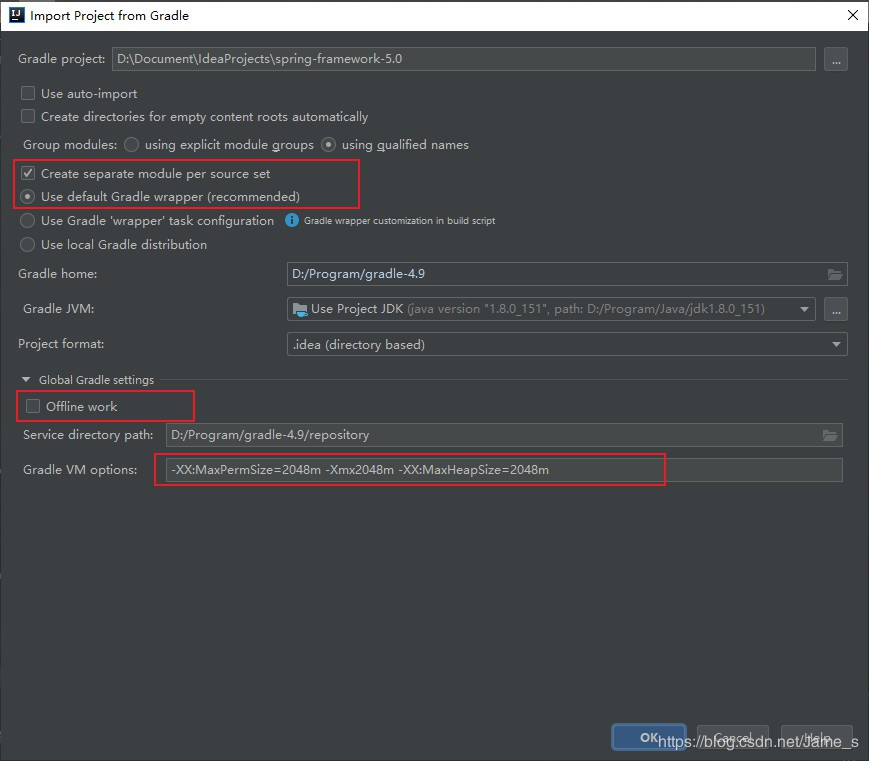 IJ Import Project from Gradle
Gradle project: D:\Document\IdeaProjects\spring-framework-5.0 ...
Use auto-import
Create directories for empty content roots automatically
Group modules: using explicit module groups using qualified names
Create separate module per source set
Use default Gradle wrapper (recommended)
Use Gradle 'wrapper' task configuration i Gradle wrapper customization in build script
Use local Gradle distribution
Gradle home: D:/Program/gradle-4.9
Gradle JVM: Use Project JDK (java version "1.8.0_151", path: D:/Program/Java/jdk1.8.0_151) ...
Project format: .idea (directory based)
Global Gradle settings
Offline work
Service directory path: D:/Program/gradle-4.9/repository
Gradle VM options: -XX:MaxPermSize=2048m -Xmx2048m -XX:MaxHeapSize=2048m
OK Cancel Help
https://blog.csdn.net/Jame_s